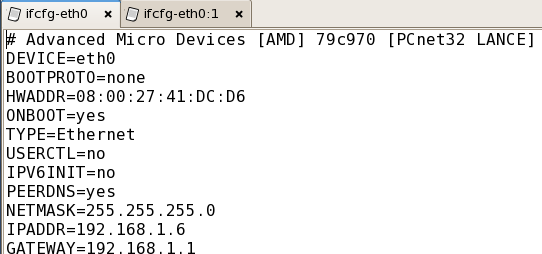 ifcfg-eth0 ifcfg-eth0:1
# Advanced Micro Devices [AMD] 79c970 [PCnet32 LANCE]
DEVICE=eth0
BOOTPROTO=none
HWADDR=08:00:27:41:DC:D6
ONBOOT=yes
TYPE=Ethernet
USERCTL=no
IPV6INIT=no
PEERDNS=yes
NETMASK=255.255.255.0
IPADDR=192.168.1.6
GATEWAY=192.168.1.1